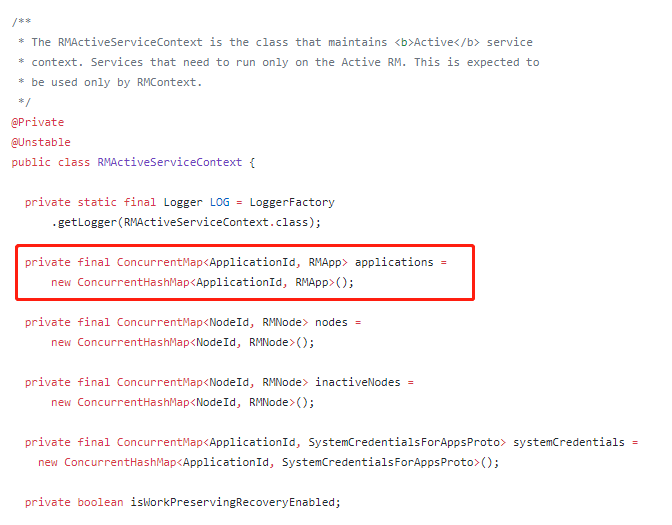 /**
 * The RMActiveServiceContext is the class that maintains <b>Active</b> service
 * context. Services that need to run only on the Active RM. This is expected to
 * be used only by RMContext.
 */
@Private
@Unstable
public class RMActiveServiceContext {
private static final Logger LOG = LoggerFactory
.getLogger(RMActiveServiceContext.class);
private final ConcurrentMap<ApplicationId, RMApp> applications =
new ConcurrentHashMap<ApplicationId, RMApp>();
private final ConcurrentMap<NodeId, RMNode> nodes =
new ConcurrentHashMap<NodeId, RMNode>();
private final ConcurrentMap<NodeId, RMNode> inactiveNodes =
new ConcurrentHashMap<NodeId, RMNode>();
private final ConcurrentMap<ApplicationId, SystemCredentialsForAppsProto> systemCredentials =
new ConcurrentHashMap<ApplicationId, SystemCredentialsForAppsProto>();
private boolean isWorkPreservingRecoveryEnabled;